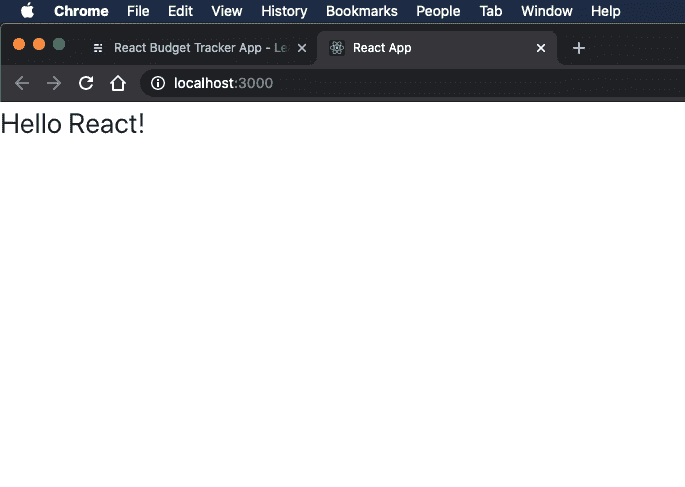 Chrome File Edit View History Bookmarks People Tab Window Help
React Budget Tracker App - Le
React App
localhost:3000
Hello React!